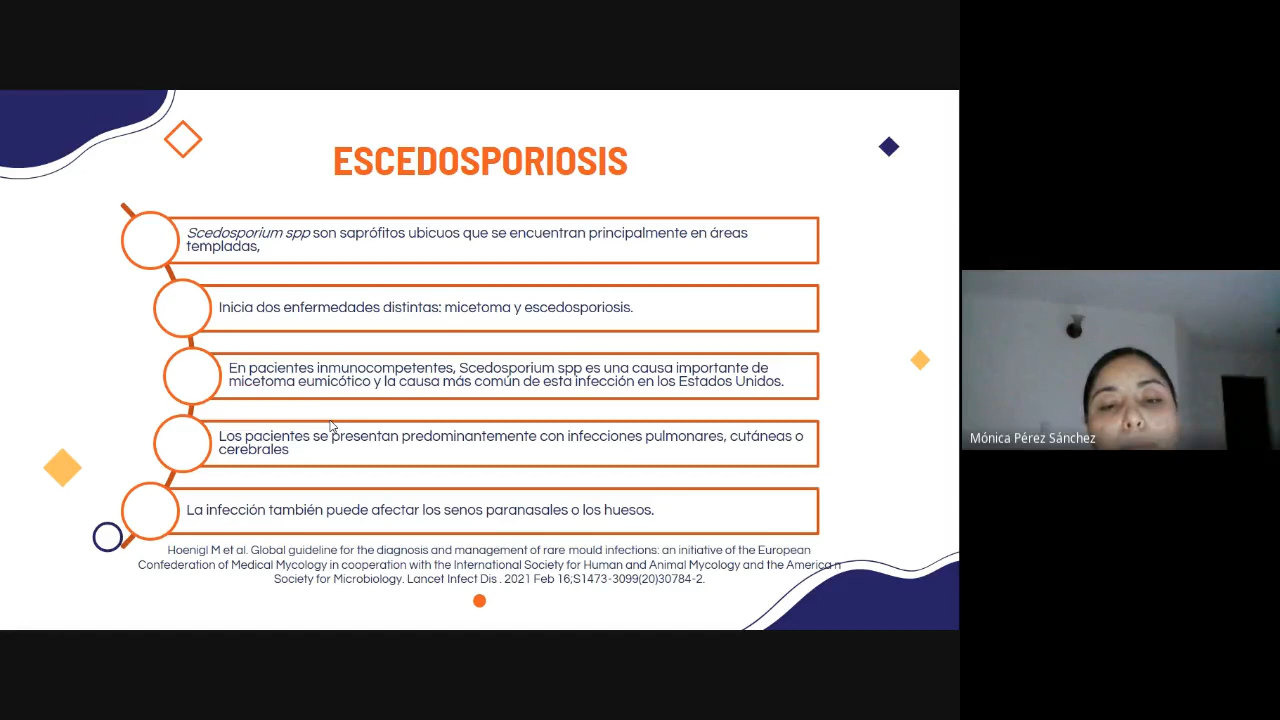 ESCEDOSPORIOSIS
Scedosporium spp son saprófitos ubicuos que se encuentran principalmente en áreas
templadas,
Inicia dos enfermedades distintas: micetoma y escedosporiosis.
En pacientes inmunocompetentes, Scedosporium spp es una causa importante de
micetoma eumicótico y la causa más común de esta infección en los Estados Unidos.
Los pacientes se presentan predominantemente con infecciones pulmonares, cutáneas o
cerebrales
La infección también puede afectar los senos paranasales o los huesos.
Hoenigl M et al. Global guideline for the diagnosis and management of rare mould infections: an initiative of the European
Confederation of Medical Mycology in cooperation with the International Society for Human and Animal Mycology and the America n
Society for Microbiology. Lancet Infect Dis . 2021 Feb 16;S1473-3099(20)30784-2.
Mónica Pérez Sánchez